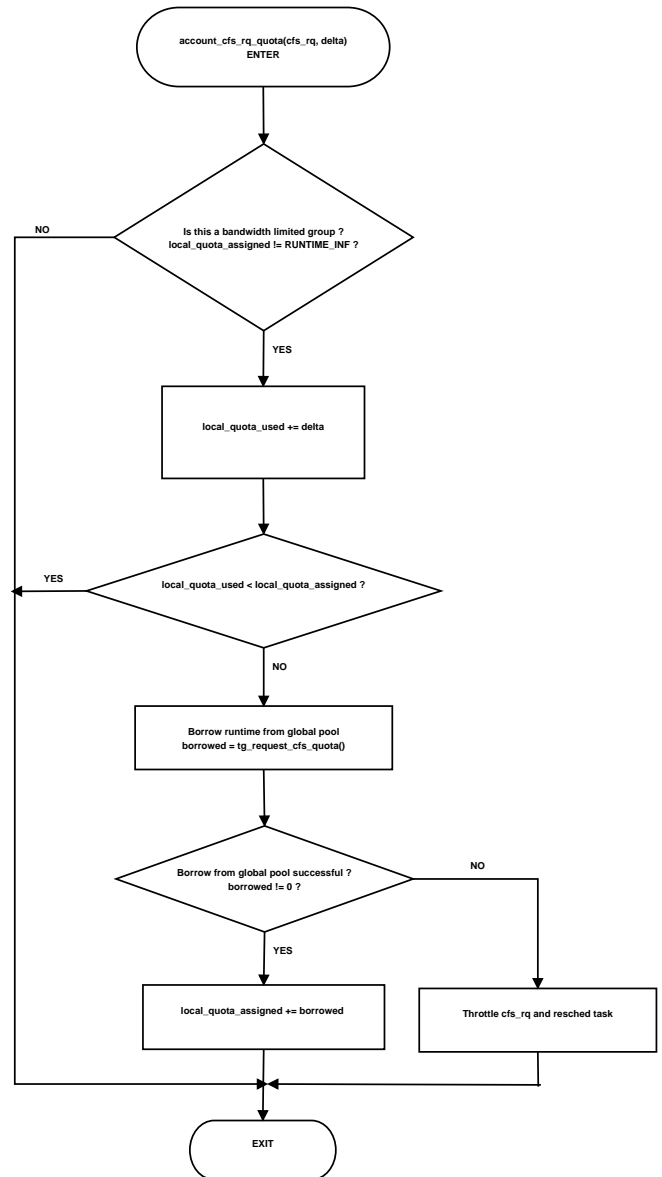 account_cfs_rq_quota(cfs_rq, delta)
ENTER
NO
Is this a bandwidth limited group ?
local_quota_assigned != RUNTIME_INF ?
YES
local_quota_used += delta
YES
local_quota_used < local_quota_assigned ?
NO
Borrow runtime from global pool
borrowed = tg_request_cfs_quota()
Borrow from global pool successful ?
borrowed != 0 ?
NO
YES
local_quota_assigned += borrowed
Throttle cfs_rq and resched task
EXIT